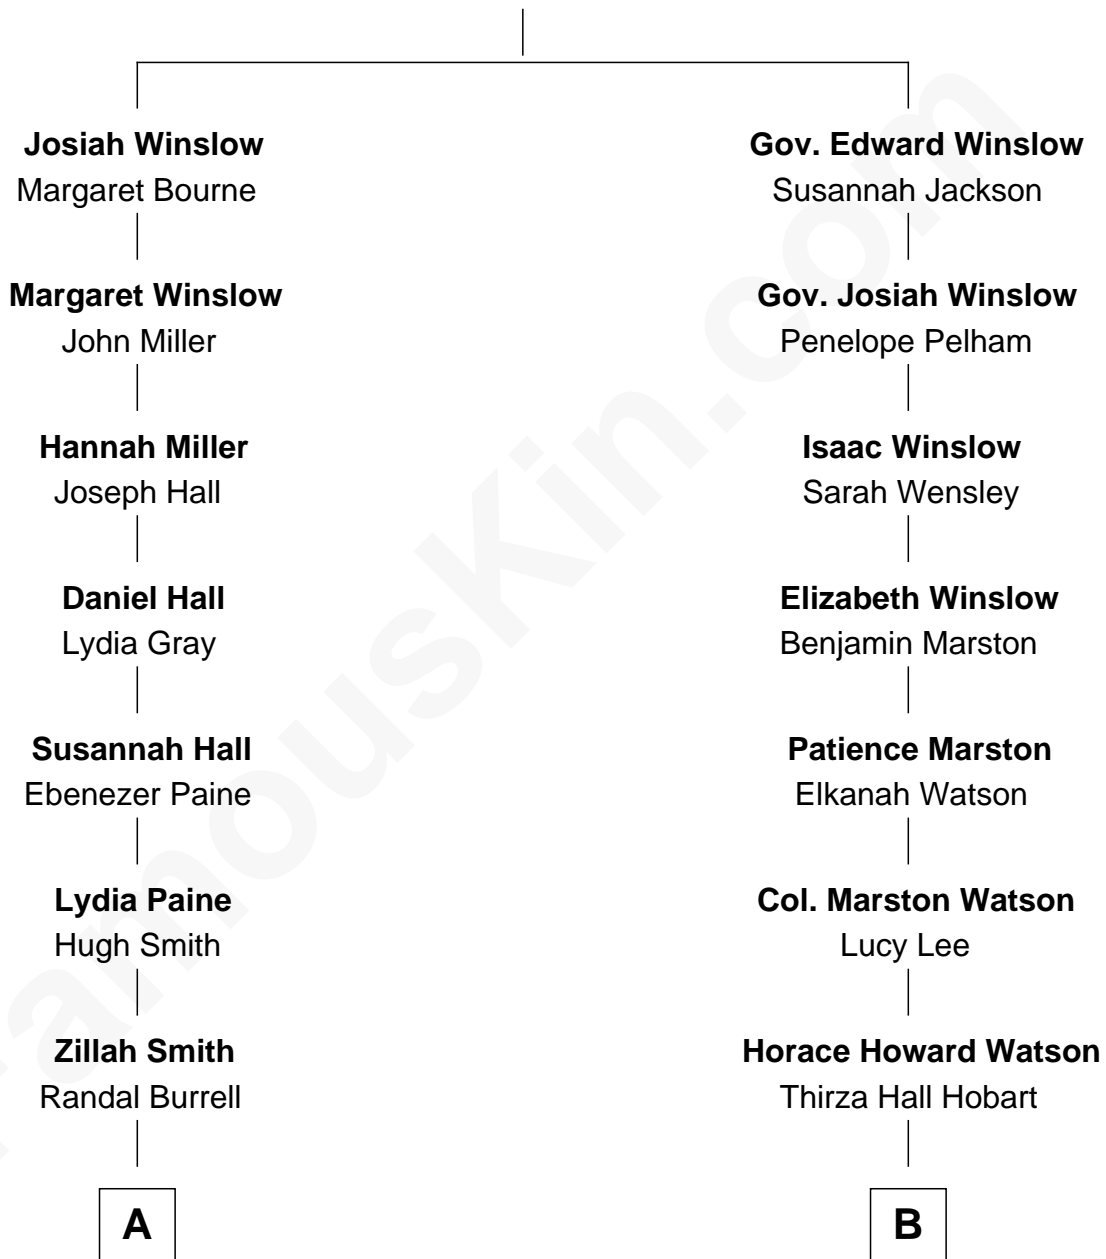 Josiah Winslow
Margaret Bourne
Gov. Edward Winslow
Susannah Jackson
Margaret Winslow
John Miller
Gov. Josiah Winslow
Penelope Pelham
Hannah Miller
Joseph Hall
Isaac Winslow
Sarah Wensley
Daniel Hall
Lydia Gray
Elizabeth Winslow
Benjamin Marston
Susannah Hall
Ebenezer Paine
Patience Marston
Elkanah Watson
Lydia Paine
Hugh Smith
Col. Marston Watson
Lucy Lee
Zillah Smith
Randal Burrell
Horace Howard Watson
Thirza Hall Hobart
A
B
FamousKin.com